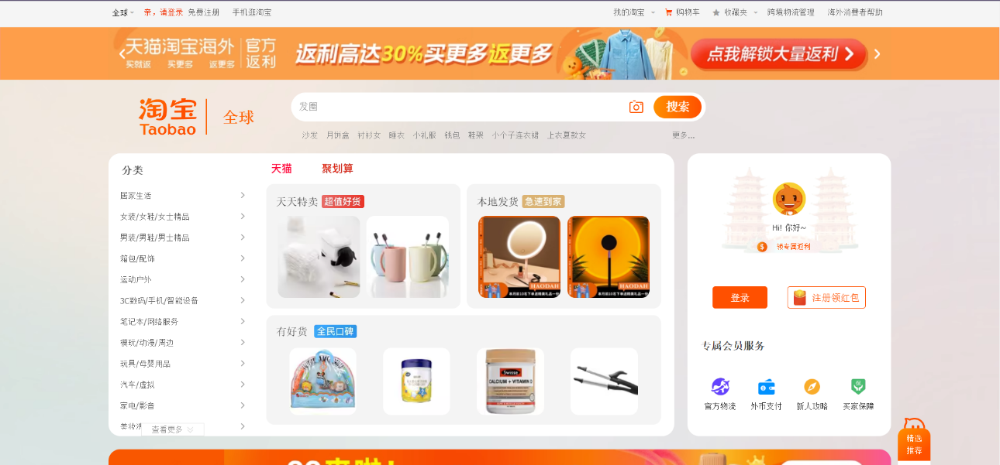 全球
亲，请登录 免费注册
手机逛淘宝
我的淘宝
购物车
收藏夹
跨境物流管理
海外消费者帮助
天猫淘宝海外
买就返 买更多 返更多
官方
返利
返利高达30%买更多返更多
点我解锁大量返利
淘宝
Taobao
全球
发圈
搜索
沙发 月饼盒 衬衫女 睡衣 小礼服 钱包 鞋架 小个子连衣裙 上衣夏款女
更多...
分类
居家生活
女装/女鞋/女士精品
男装/男鞋/男士精品
箱包/配饰
运动户外
3C数码/手机/智能设备
笔记本/网络服务
模玩/动漫/周边
玩具/母婴用品
汽车/虚拟
家电/影音
美妆洗
查看更多
天猫
聚划算
天天特卖 超值好货
本地发货 急速到家
HAODAH
HAODAH
有好货 全民口碑
Swisse
CALCIUM + VITAMIN D
Hi! 你好~
领专属返利
登录
注册领红包
专属会员服务
官方物流
外币支付
新人攻略
保
买家保障
精选
推荐